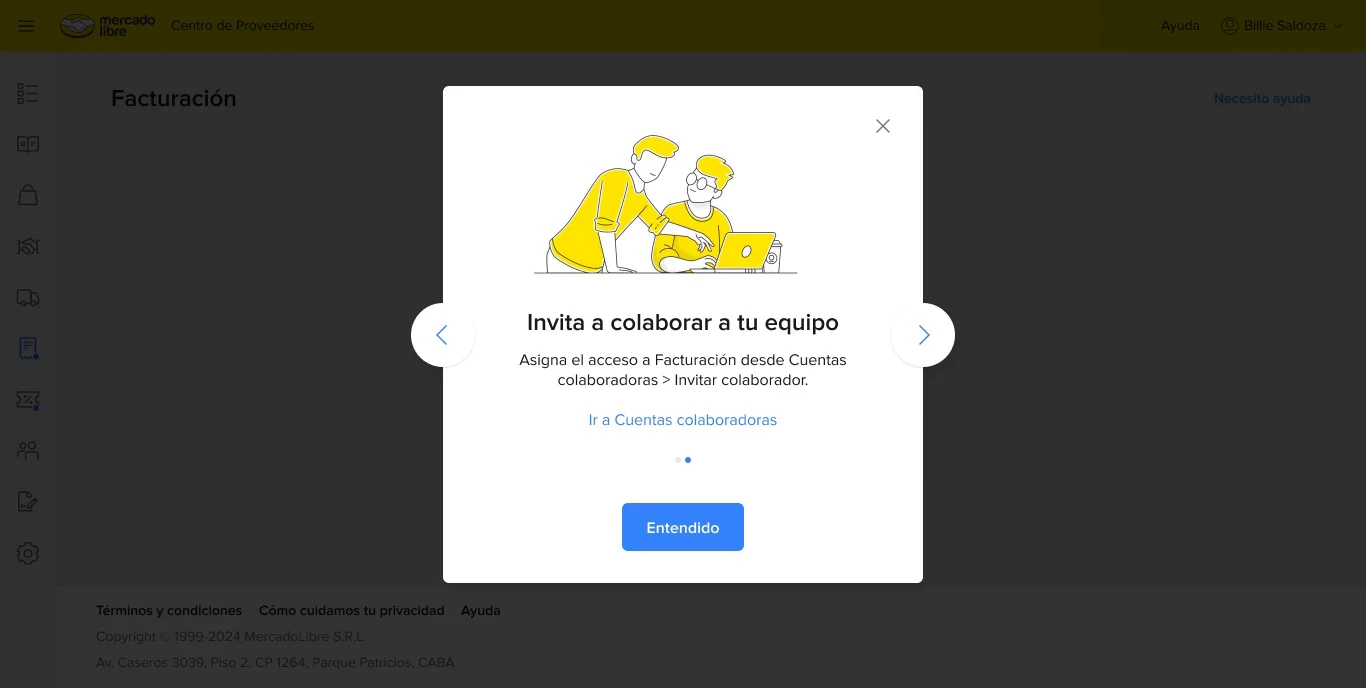 mercado
libre
Centro de Proveedores
Ayuda
Billie Saldoza
Facturación
Necesito ayuda
Invita a colaborar a tu equipo
Asigna el acceso a Facturación desde Cuentas
colaboradoras > Invitar colaborador.
Ir a Cuentas colaboradoras
Entendido
Términos y condiciones Cómo cuidamos tu privacidad Ayuda
Copyright © 1999-2024 MercadoLibre S.R.L.
Av. Caseros 3039, Piso 2, CP 1264, Parque Patricios, CABA